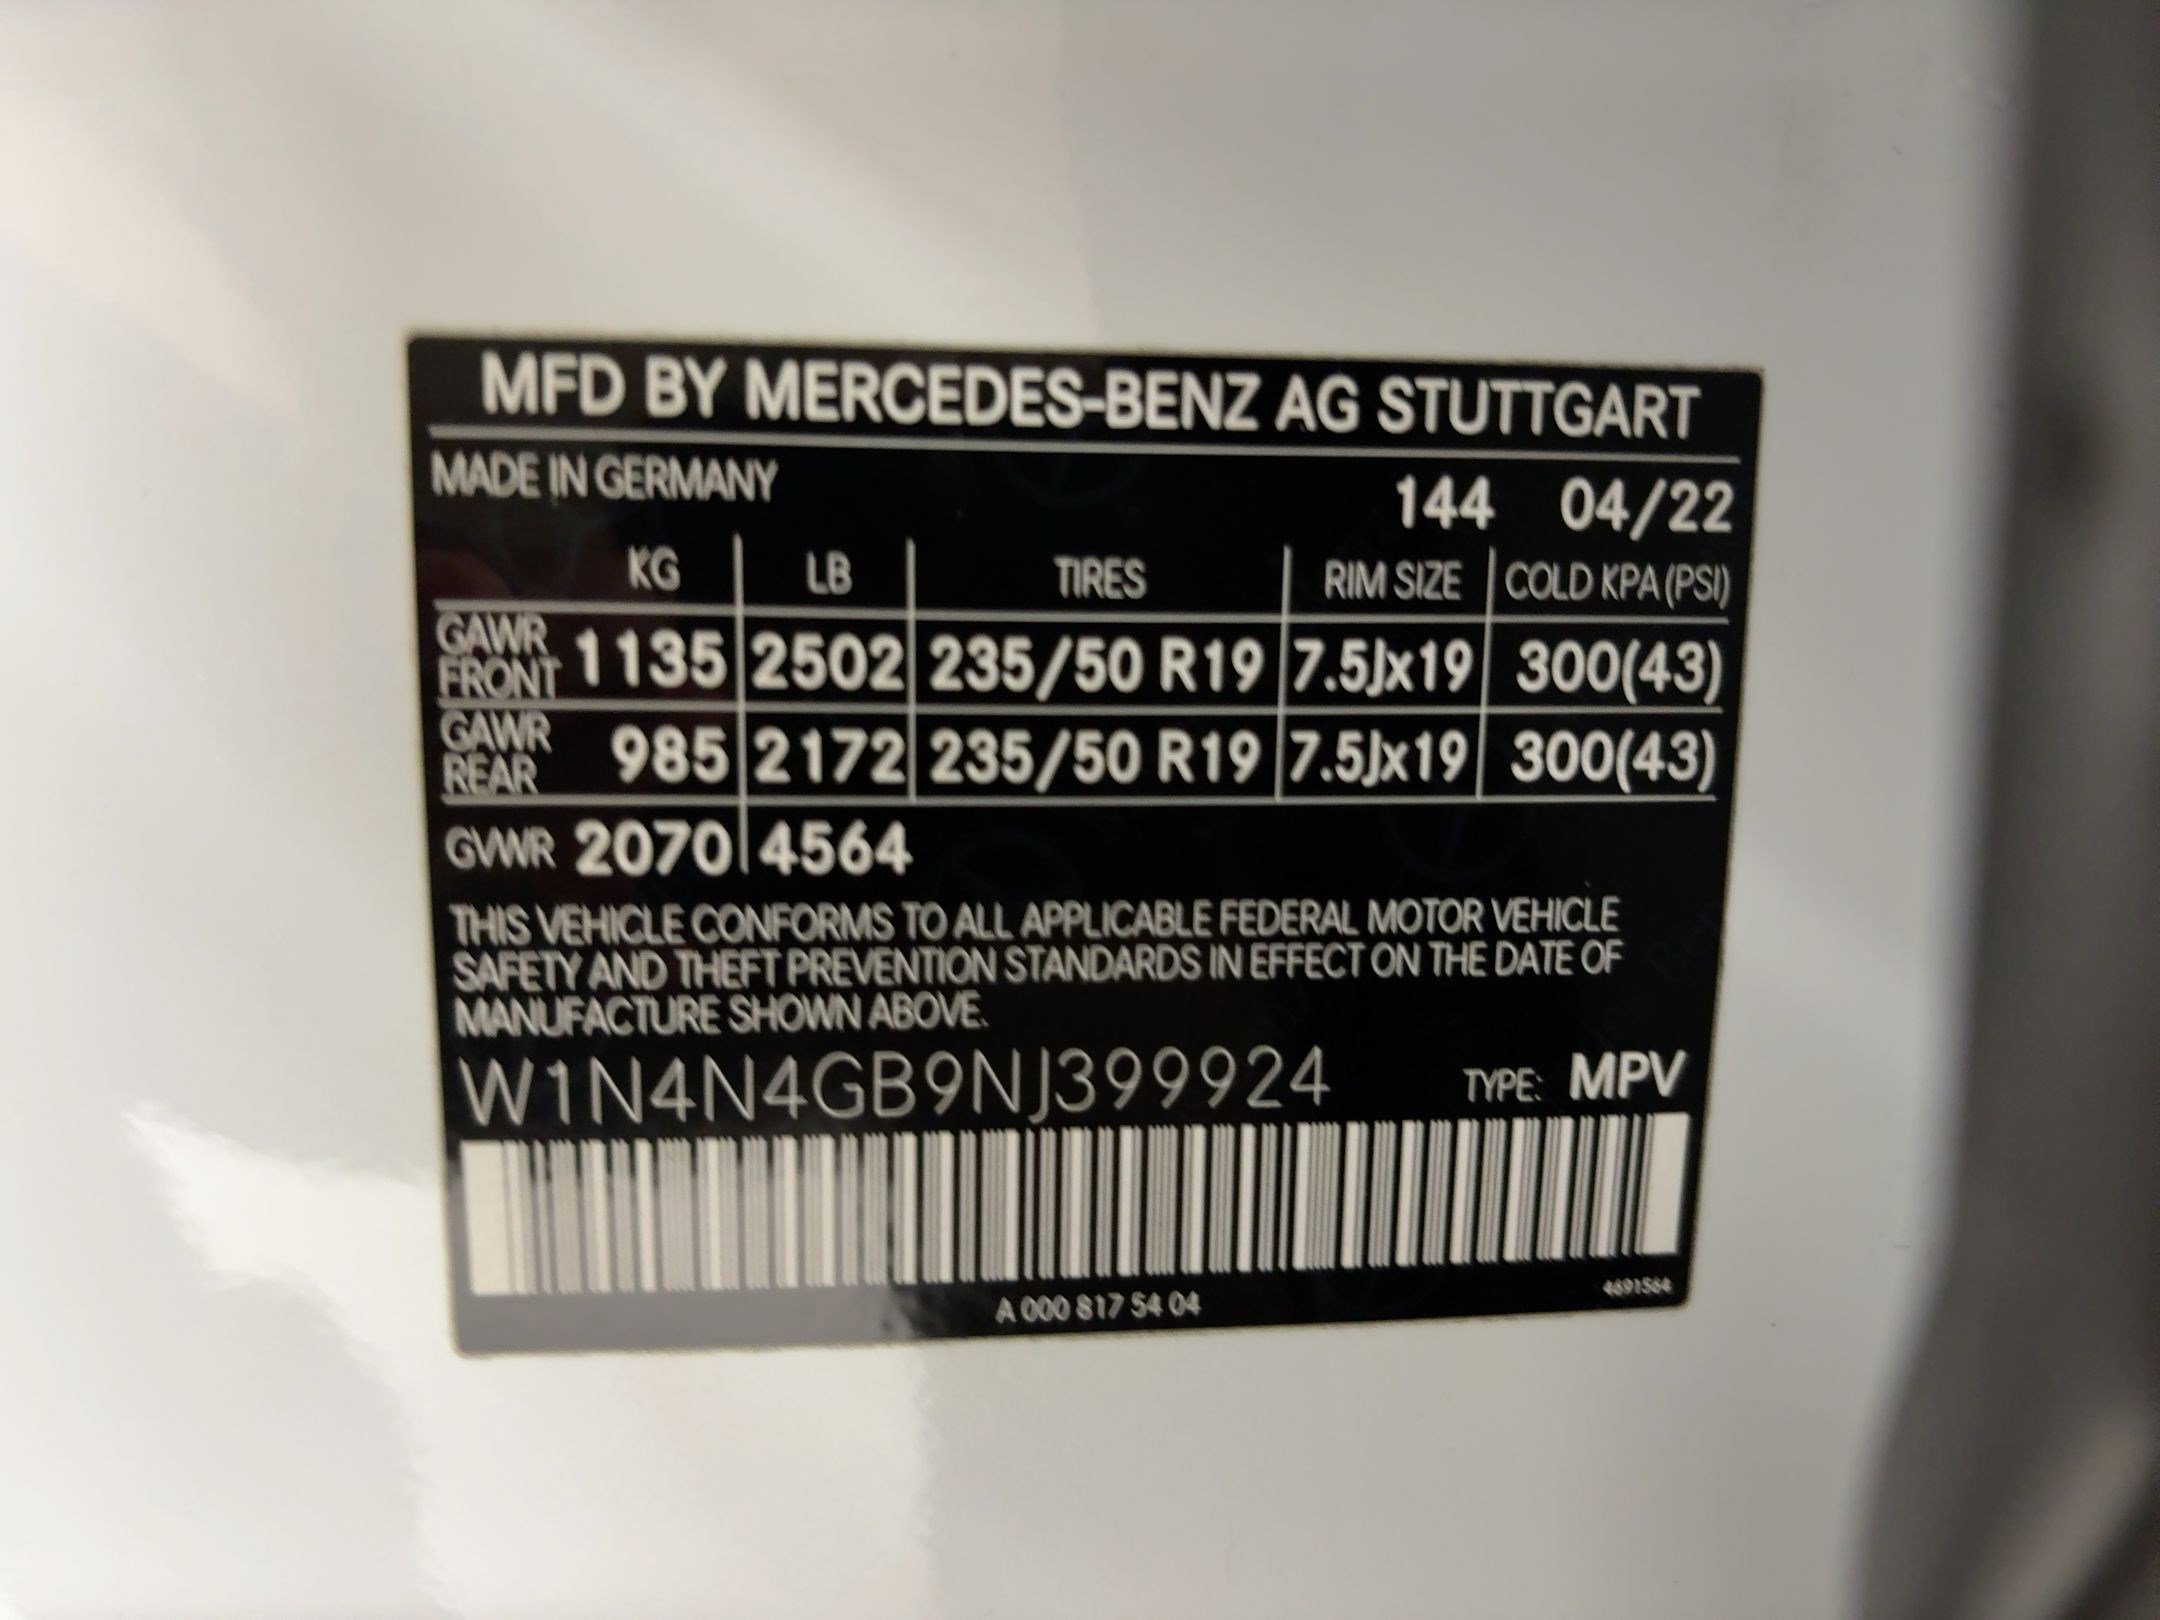 MFD BY MERCEDES-BENZ AG STUTTGART
MADE IN GERMANY 144 04/22
KG LB TIRES RIM SIZE COLD KPA (PSI)
GAWR FRONT 1135 2502 235/50 R19 7.5Jx19 300(43)
GAWR REAR 985 2172 235/50 R19 7.5Jx19 300(43)
GVWR 2070 4564
THIS VEHICLE CONFORMS TO ALL APPLICABLE FEDERAL MOTOR VEHICLE
SAFETY AND THEFT PREVENTION STANDARDS IN EFFECT ON THE DATE OF
MANUFACTURE SHOWN ABOVE.
W1N4N4GB9NJ399924 TYPE: MPV
A 000 817 54 04 4691564